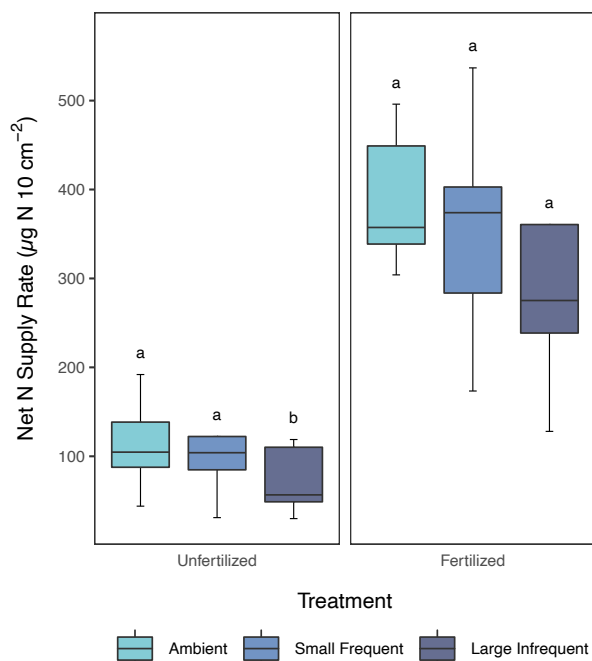 Net N Supply Rate (µg N 10 cm⁻²)
500
400
300
200
100
a
a
b
a
a
a
Unfertilized
Fertilized
Treatment
Ambient
Small Frequent
Large Infrequent